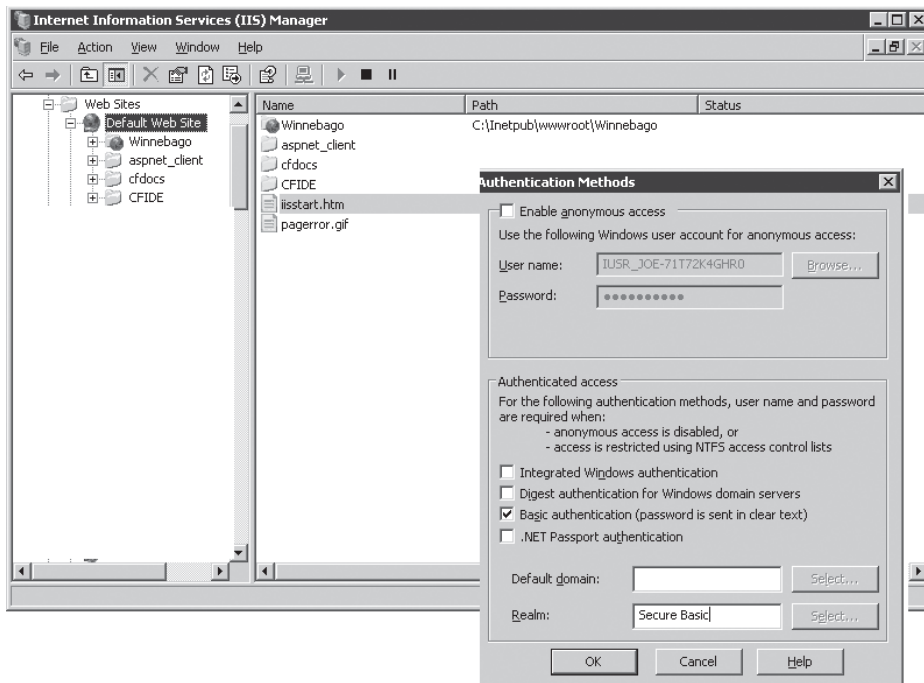 Internet Information Services (IIS) Manager
File Action View Window Help
Web Sites
Default Web Site
Winnebago
aspnet_client
cfdocs
CFIDE
Name Path Status
Winnebago C:\Inetpub\wwwroot\Winnebago
aspnet_client
cfdocs
CFIDE
iisstart.htm
pagerror.gif
Authentication Methods
Enable anonymous access
Use the following Windows user account for anonymous access:
User name: IUSR_JOE-71T72K4GHR0 Browse...
Password: ••••••••••
Authenticated access
For the following authentication methods, user name and password
are required when:
- anonymous access is disabled, or
- access is restricted using NTFS access control lists
Integrated Windows authentication
Digest authentication for Windows domain servers
Basic authentication (password is sent in clear text)
.NET Passport authentication
Default domain: Select...
Realm: Secure Basic Select...
OK Cancel Help